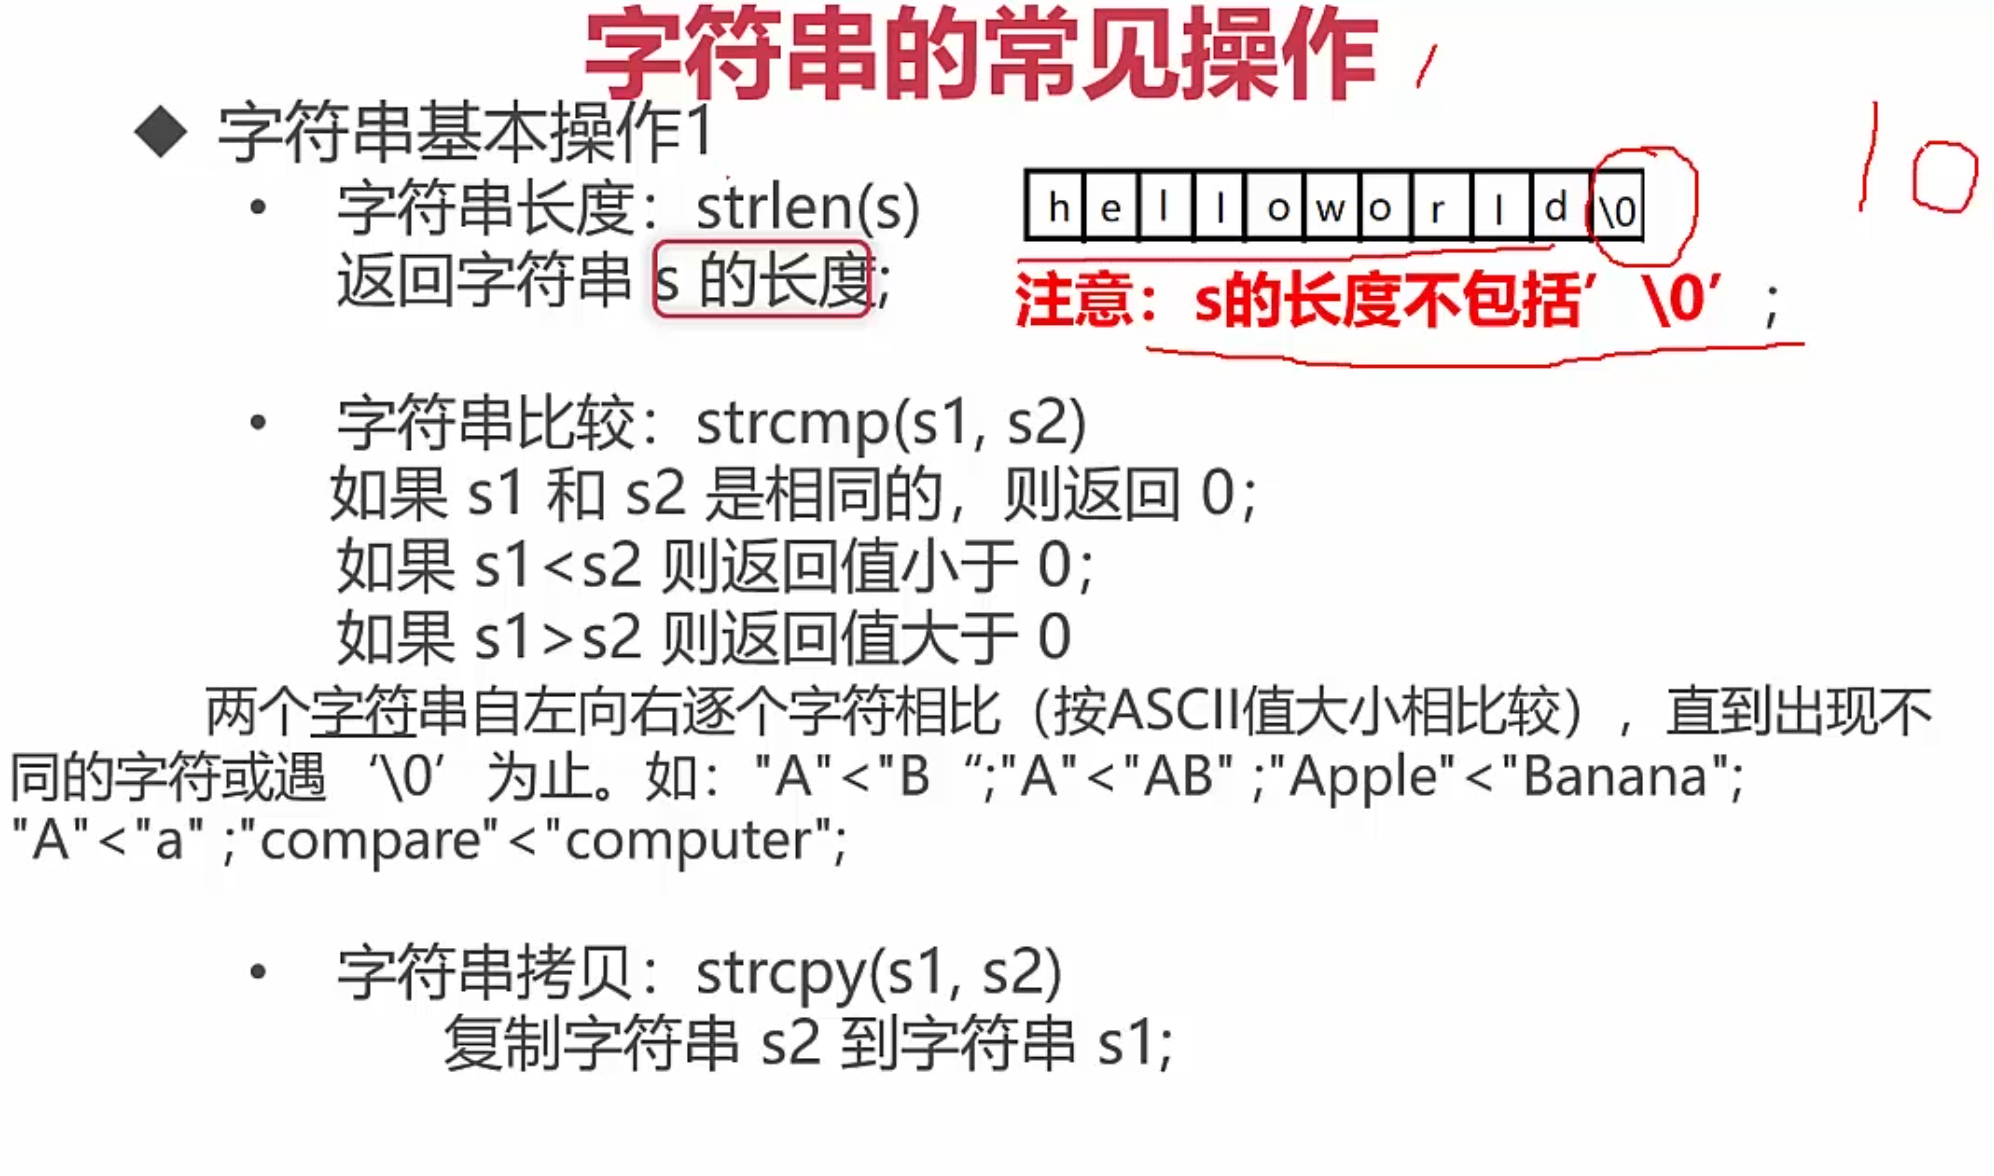 字符串的常见操作
◆ 字符串基本操作1
• 字符串长度：strlen(s)
返回字符串 s 的长度;
h e l l o w o r l d \0
10
注意：s的长度不包括’\0’;
• 字符串比较：strcmp(s1, s2)
如果 s1 和 s2 是相同的，则返回 0；
如果 s1<s2 则返回值小于 0；
如果 s1>s2 则返回值大于 0
两个字符串自左向右逐个字符相比（按ASCII值大小相比较），直到出现不
同的字符或遇‘\0’为止。如："A"<"B “;"A"<"AB" ;"Apple"<"Banana";
"A"<"a" ;"compare"<"computer";
• 字符串拷贝：strcpy(s1, s2)
复制字符串 s2 到字符串 s1;